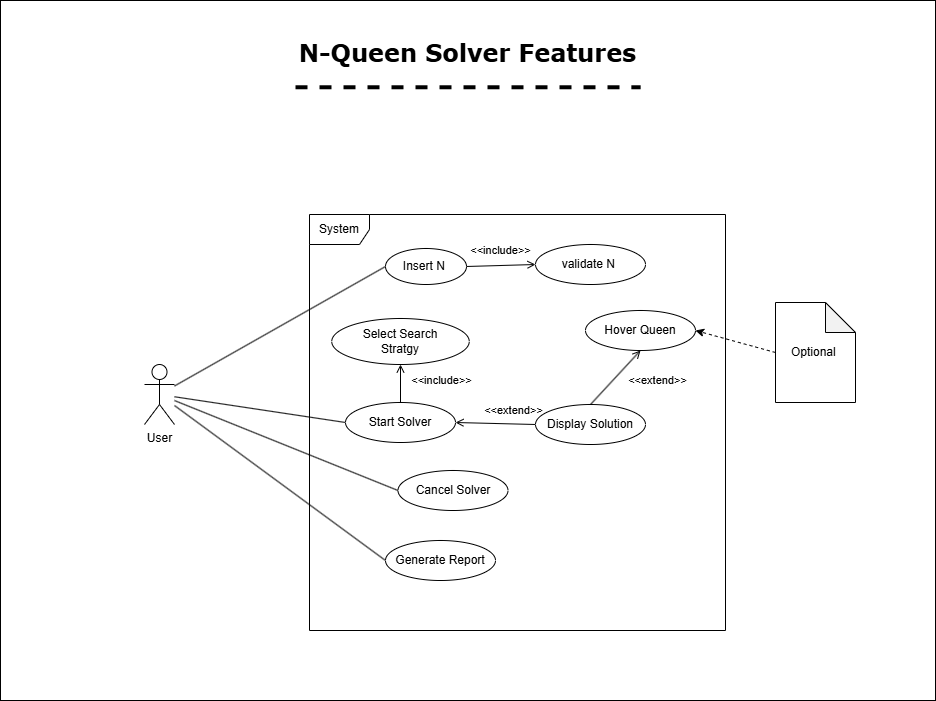 N-Queen Solver Features
System
<<include>>
Insert N
validate N
Select Search
Stratgy
Hover Queen
Optional
<<include>>
<<extend>>
<<extend>>
Start Solver
Display Solution
User
Cancel Solver
Generate Report